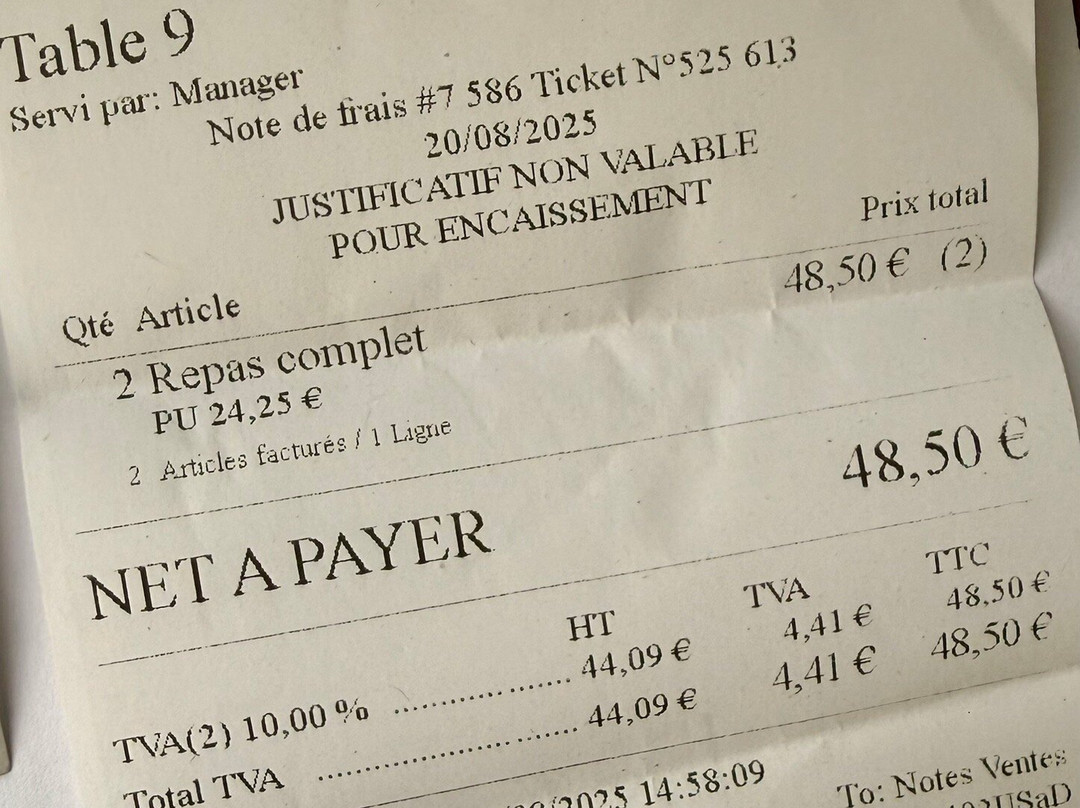 Table 9
Servi par: Manager
Note de frais #7 586 Ticket N°525 613
20/08/2025
JUSTIFICATIF NON VALABLE
POUR ENCAISSEMENT
Qté Article Prix total
2 Repas complet 48,50 € (2)
PU 24,25 €
2 Articles facturés / 1 Ligne
NET A PAYER 48,50 €
HT TVA TTC
TVA(2) 10,00 % .................... 44,09 € 4,41 € 48,50 €
Total TVA ............................. 44,09 € 4,41 € 48,50 €
/2025 14:58:09
To: Notes Ventes